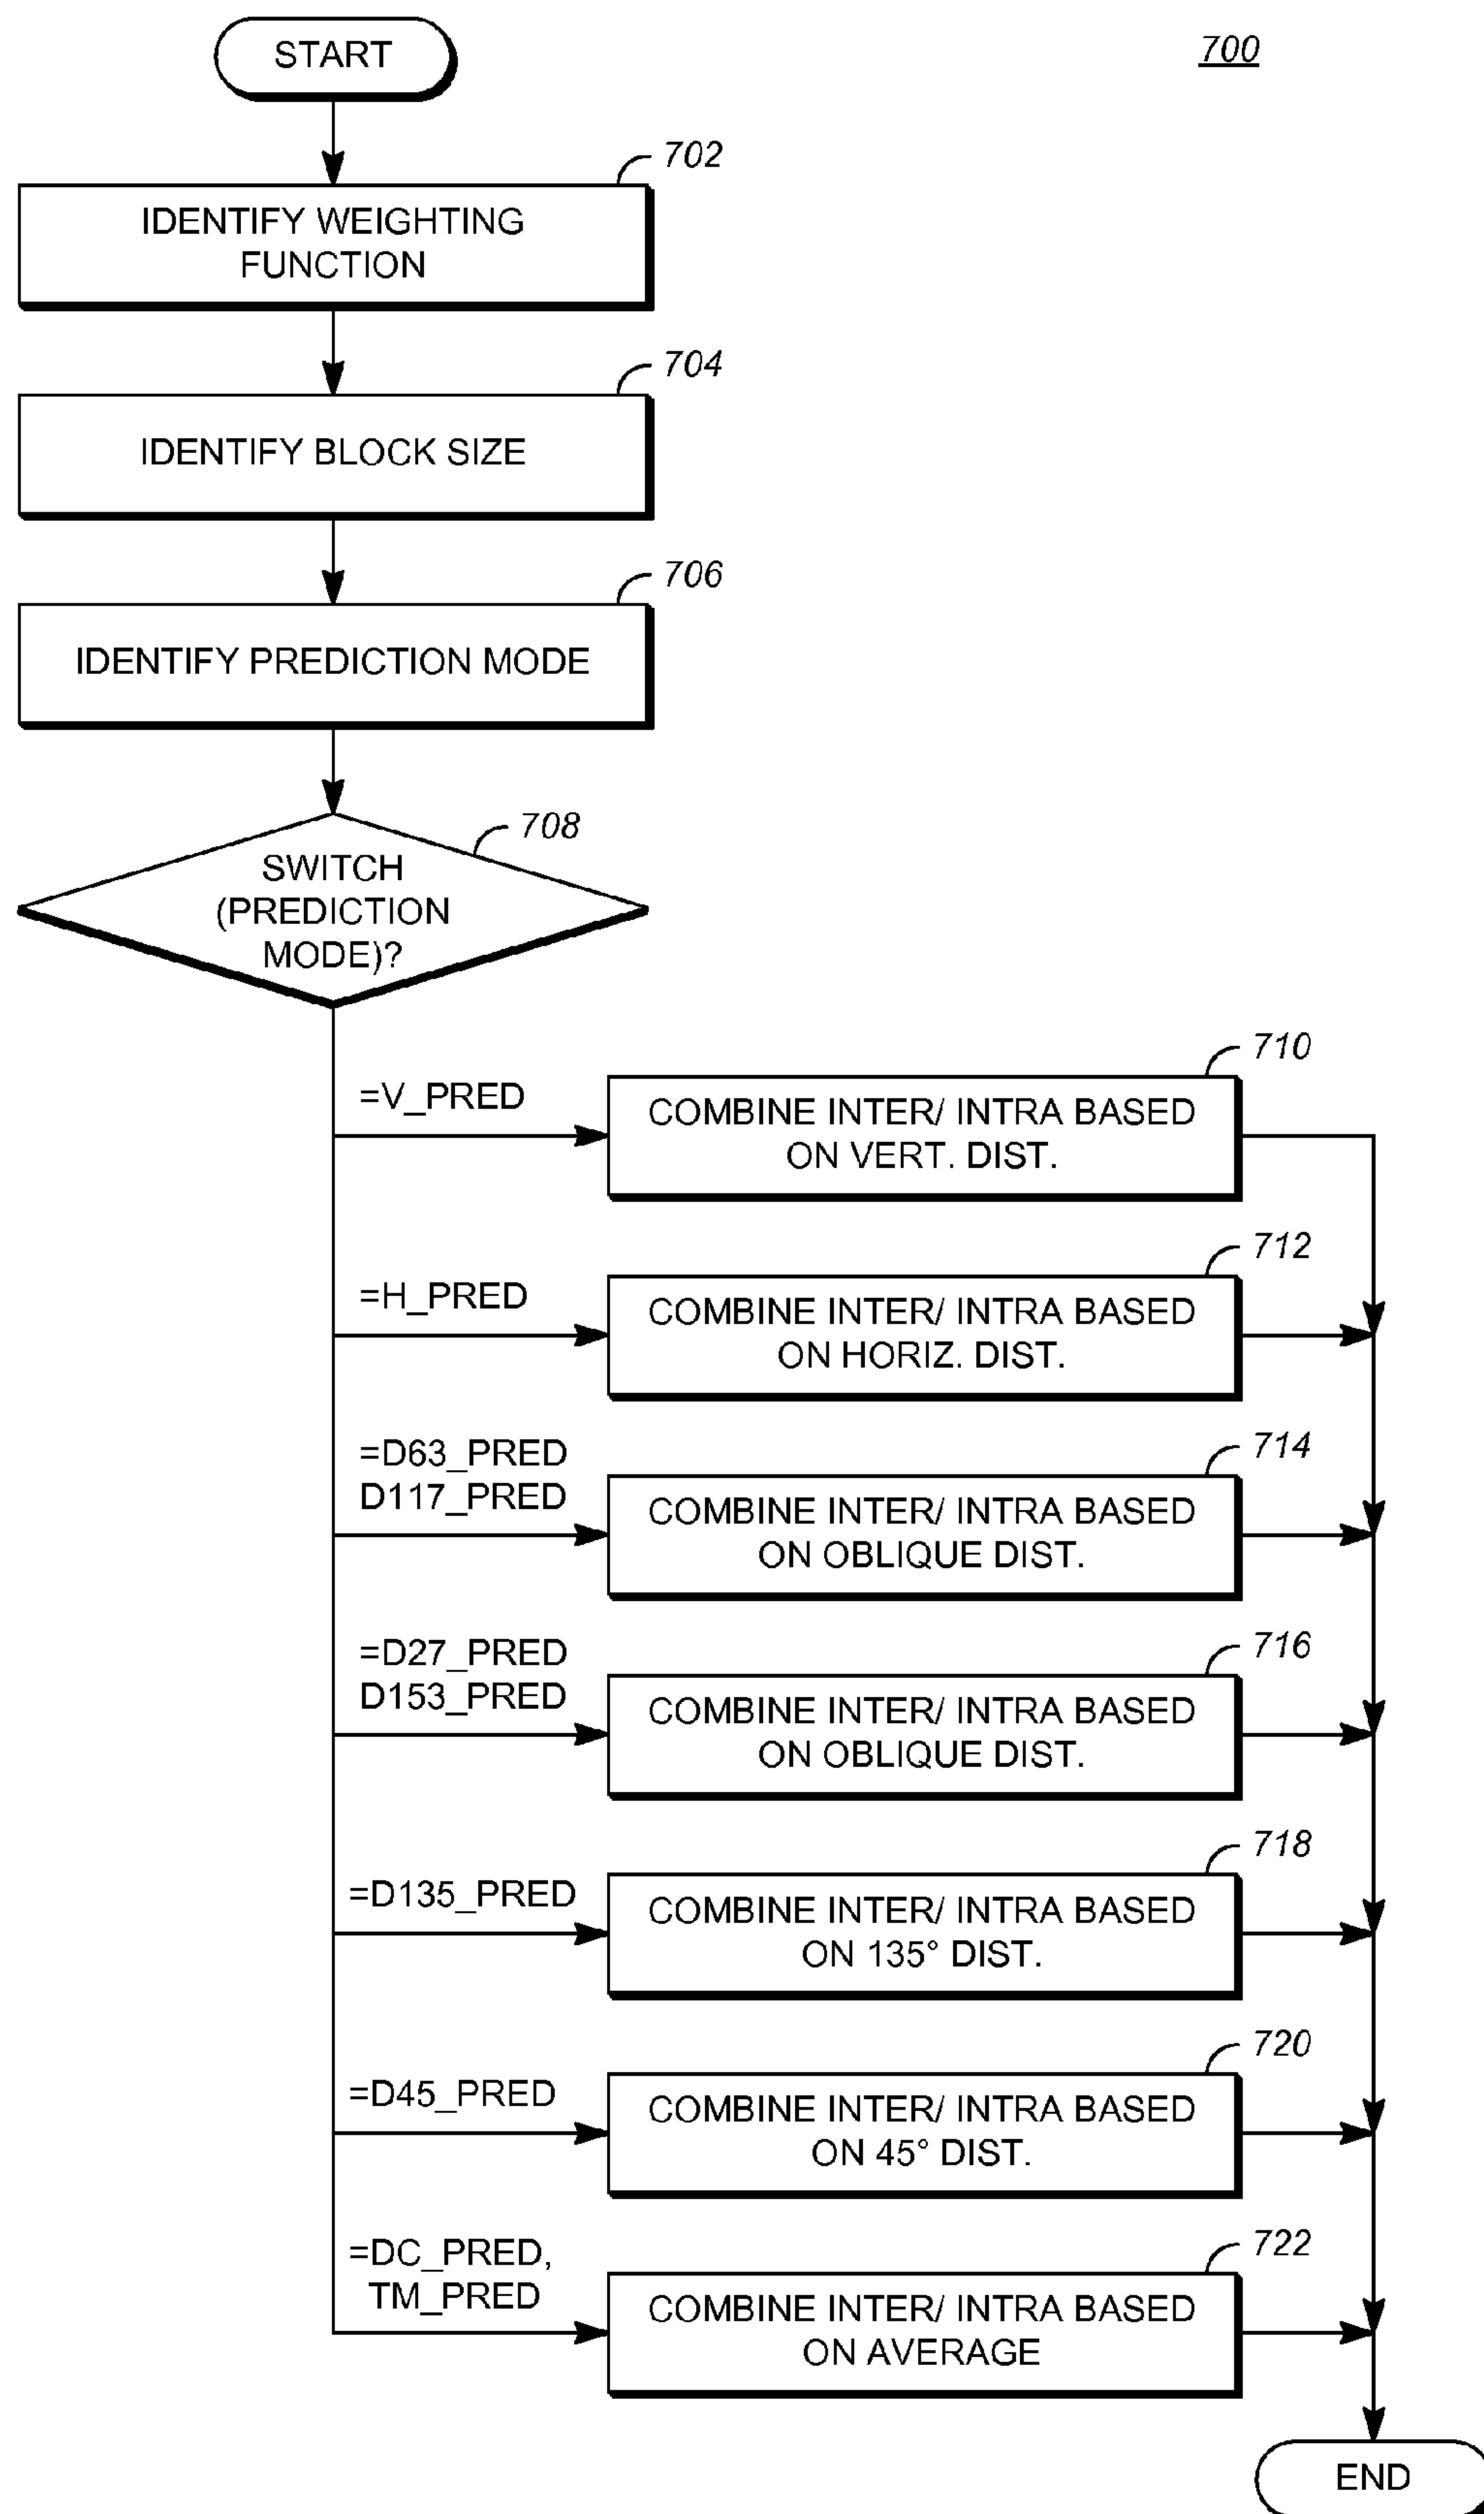 START
700
702
IDENTIFY WEIGHTING
FUNCTION
704
IDENTIFY BLOCK SIZE
706
IDENTIFY PREDICTION MODE
708
SWITCH
(PREDICTION
MODE)?
710
=V_PRED
COMBINE INTER/ INTRA BASED
ON VERT. DIST.
712
=H_PRED
COMBINE INTER/ INTRA BASED
ON HORIZ. DIST.
714
=D63_PRED
D117_PRED
COMBINE INTER/ INTRA BASED
ON OBLIQUE DIST.
716
=D27_PRED
D153_PRED
COMBINE INTER/ INTRA BASED
ON OBLIQUE DIST.
718
=D135_PRED
COMBINE INTER/ INTRA BASED
ON 135° DIST.
720
=D45_PRED
COMBINE INTER/ INTRA BASED
ON 45° DIST.
722
=DC_PRED,
TM_PRED
COMBINE INTER/ INTRA BASED
ON AVERAGE
END